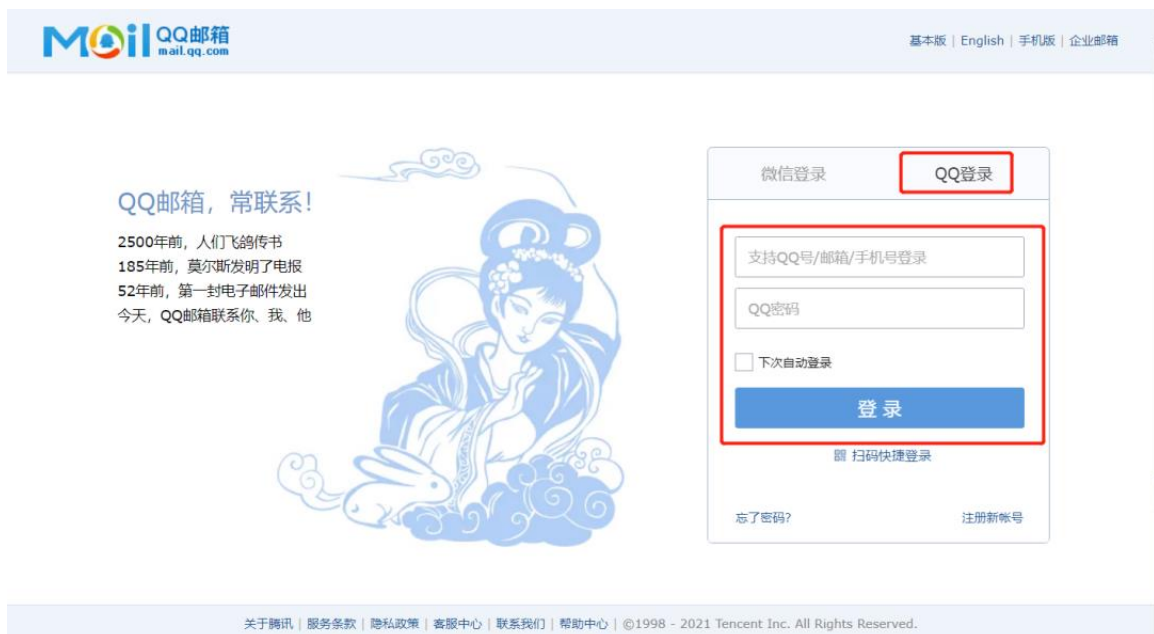 Mail QQ邮箱
mail.qq.com
基本版 | English | 手机版 | 企业邮箱
QQ邮箱，常联系！
2500年前，人们飞鸽传书
185年前，莫尔斯发明了电报
52年前，第一封电子邮件发出
今天，QQ邮箱联系你、我、他
微信登录 QQ登录
支持QQ号/邮箱/手机号登录
QQ密码
下次自动登录
登 录
扫码快捷登录
忘了密码? 注册新帐号
关于腾讯 | 服务条款 | 隐私政策 | 客服中心 | 联系我们 | 帮助中心 | ©1998 - 2021 Tencent Inc. All Rights Reserved.